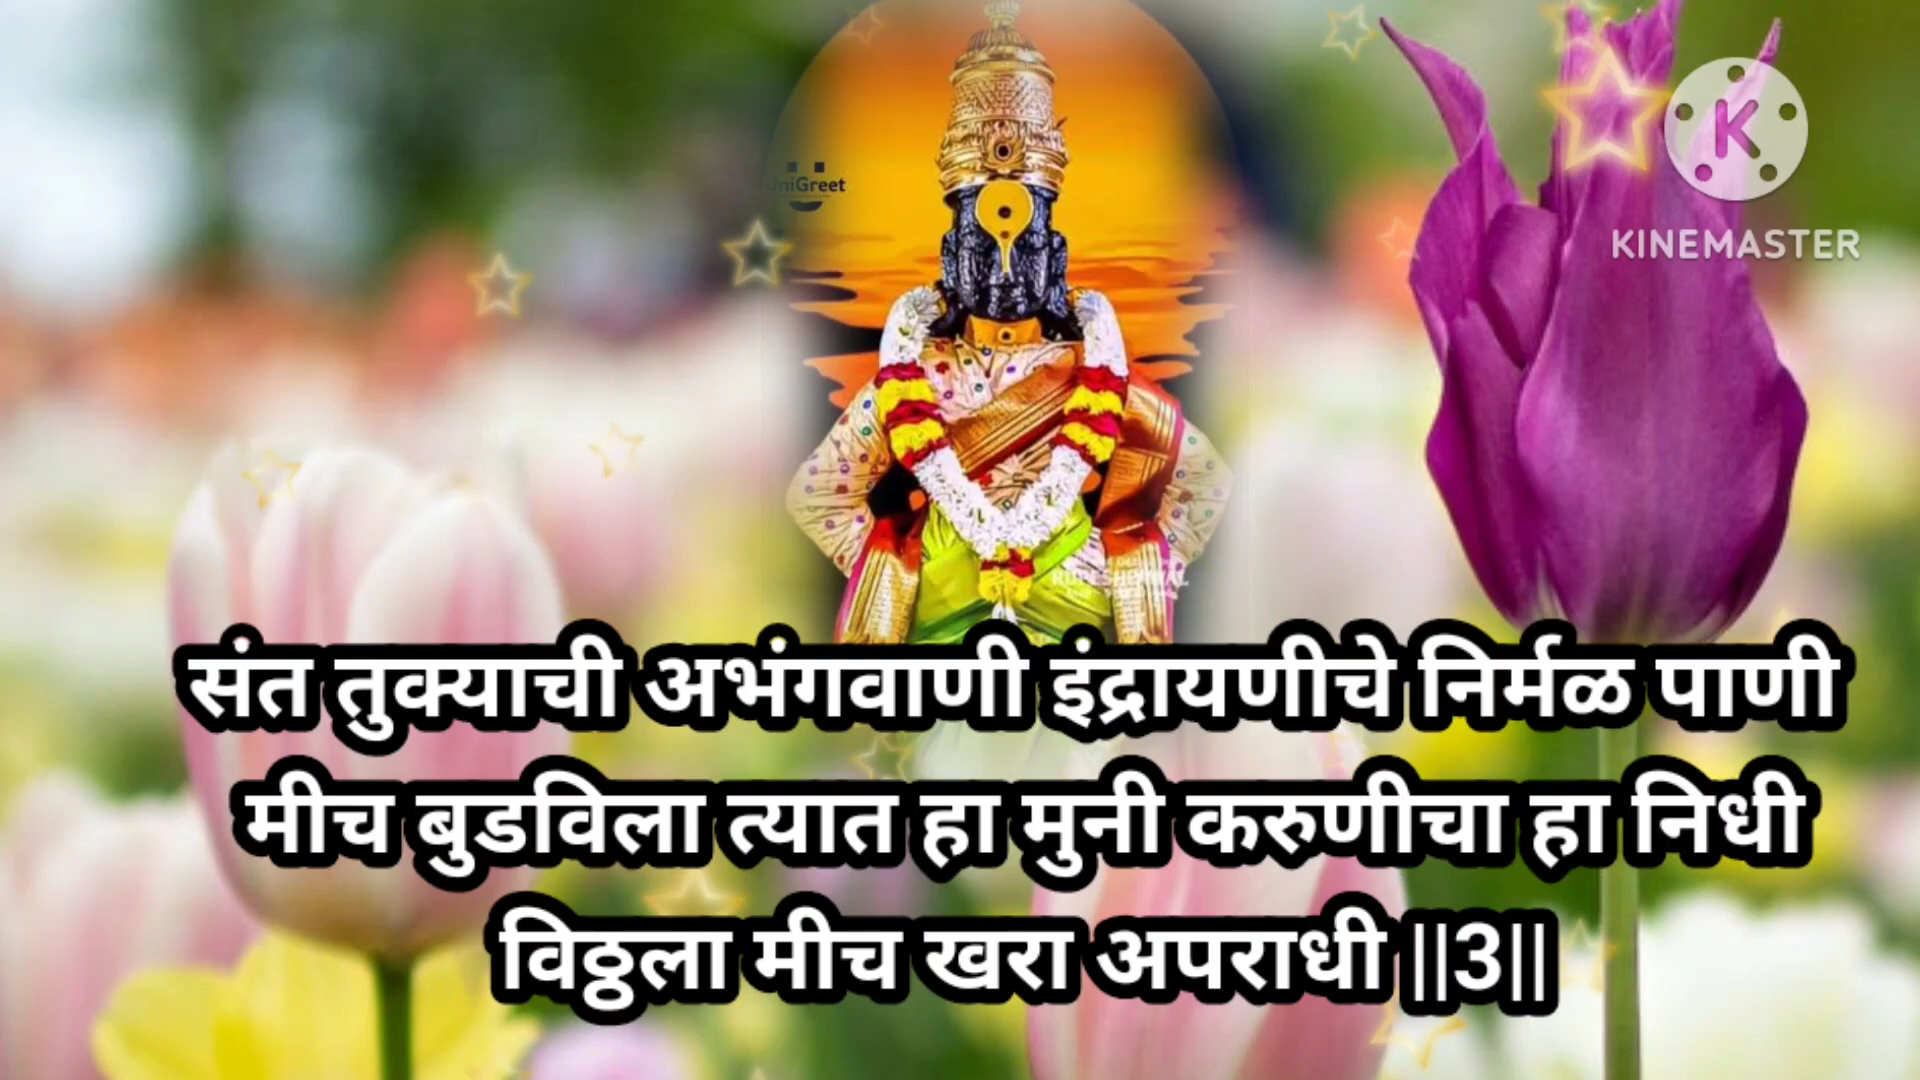 UniGreet
K
KINEMASTER
संत तुक्याची अभंगवाणी इंद्रायणीचे निर्मळ पाणी
मीच बुडविला त्यात हा मुनी करुणीचा हा निधी
विठ्ठला मीच खरा अपराधी ||3||